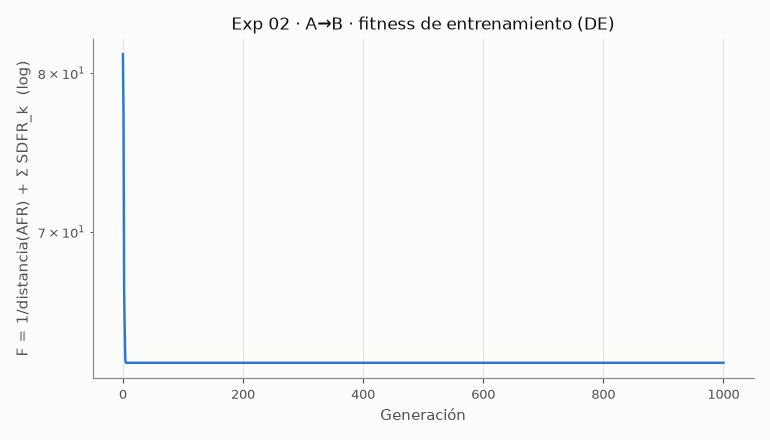 Exp 02 · A→B · fitness de entrenamiento (DE)
F = 1/distancia(AFR) + Σ SDFR_k (log)
8 × 10¹
7 × 10¹
0 200 400 600 800 1000
Generación